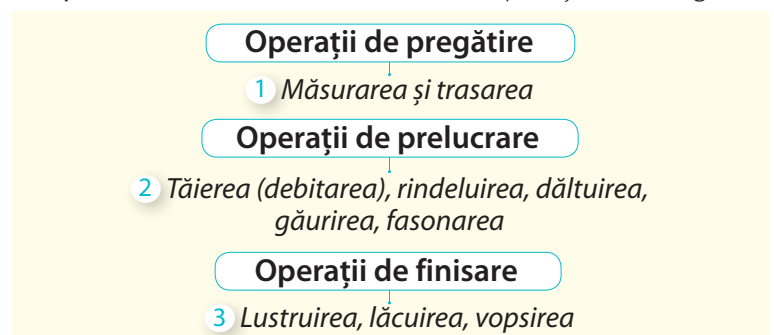 Operații de pregătire
1 Măsurarea și trasarea
Operații de prelucrare
2 Tăierea (debitarea), rindeluirea, dăltuirea,
găurirea, fasonarea
Operații de finisare
3 Lustruirea, lăcuirea, vopsirea